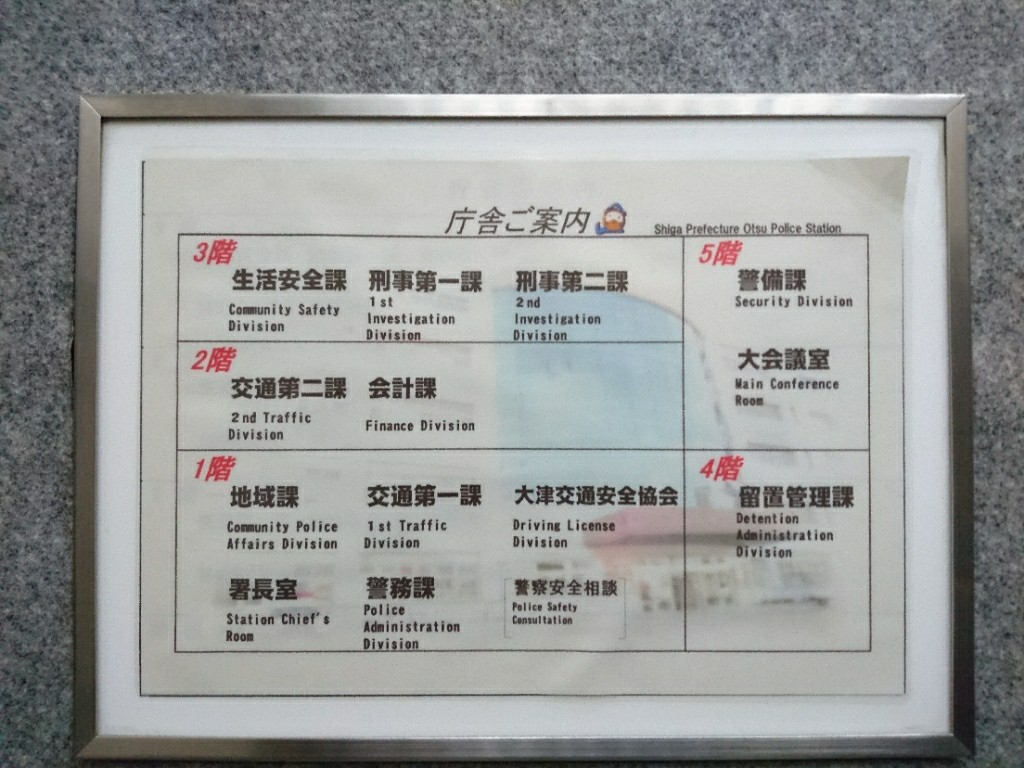 庁舎ご案内
Shiga Prefecture Otsu Police Station
3階
生活安全課
Community Safety
Division
刑事第一課
1st
Investigation
Division
刑事第二課
2nd
Investigation
Division
5階
警備課
Security Division
大会議室
Main Conference
Room
2階
交通第二課
2nd Traffic
Division
会計課
Finance Division
1階
地域課
Community Police
Affairs Division
交通第一課
1st Traffic
Division
大津交通安全協会
Driving License
Division
署長室
Station Chief's
Room
警務課
Police
Administration
Division
警察安全相談
Police Safety
Consultation
4階
留置管理課
Detention
Administration
Division